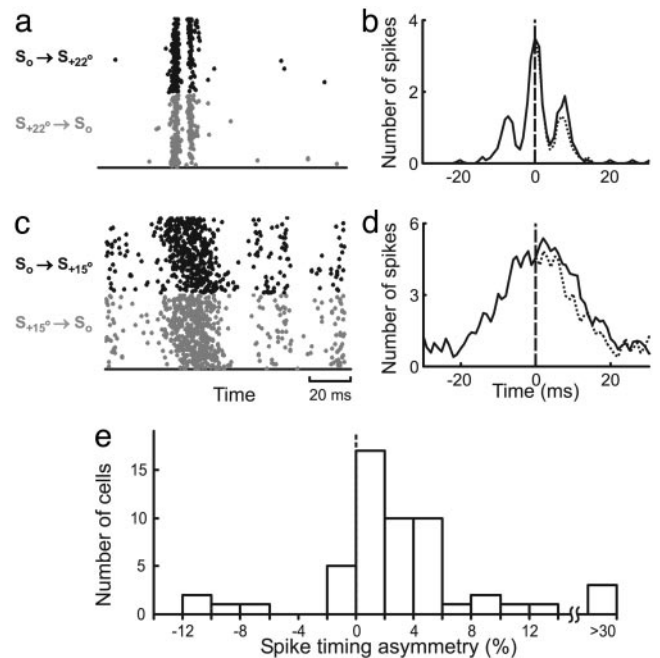 a
S₀ → S₊₂₂°
S₊₂₂° → S₀
b
Number of spikes
4
2
0
-20 0 20
c
S₀ → S₊₁₅°
S₊₁₅° → S₀
Time
20 ms
d
Number of spikes
6
3
0
-20 0 20
Time (ms)
e
Number of cells
15
10
5
0
-12 -8 -4 0 4 8 12 >30
Spike timing asymmetry (%)